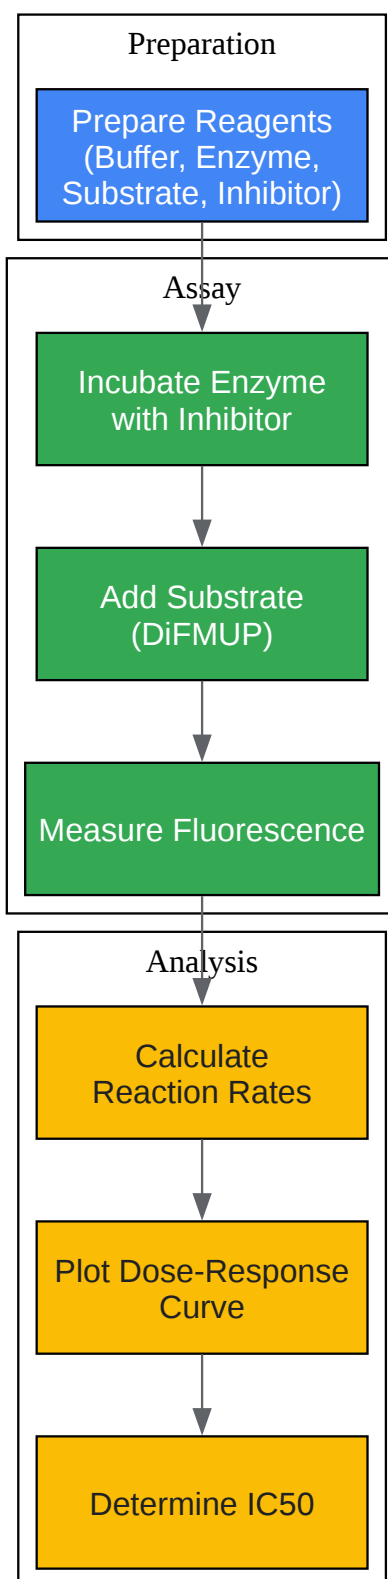 Preparation
Prepare Reagents
(Buffer, Enzyme,
Substrate, Inhibitor)
Assay
Incubate Enzyme
with Inhibitor
Add Substrate
(DiFMUP)
Measure Fluorescence
Analysis
Calculate
Reaction Rates
Plot Dose-Response
Curve
Determine IC50